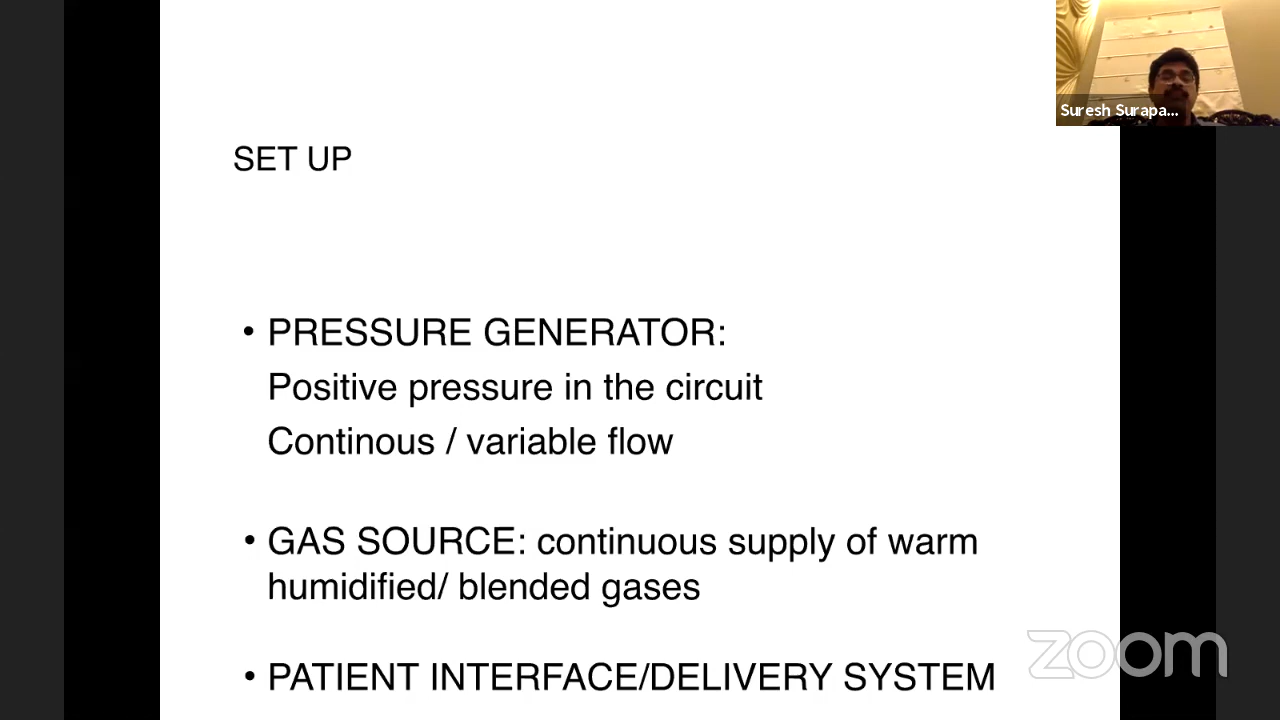 Suresh Surapa...
SET UP
• PRESSURE GENERATOR:
Positive pressure in the circuit
Continous / variable flow
• GAS SOURCE: continuous supply of warm
humidified/ blended gases
• PATIENT INTERFACE/DELIVERY SYSTEM
zoom